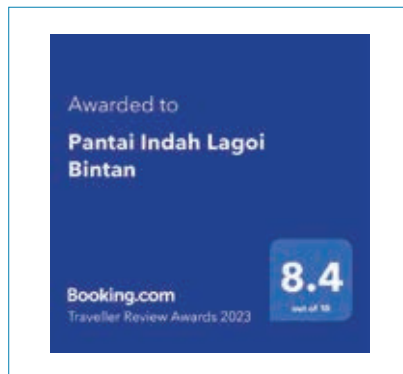 Awarded to
Pantai Indah Lagoi
Bintan
8.4
out of 10
Booking.com
Traveller Review Awards 2023